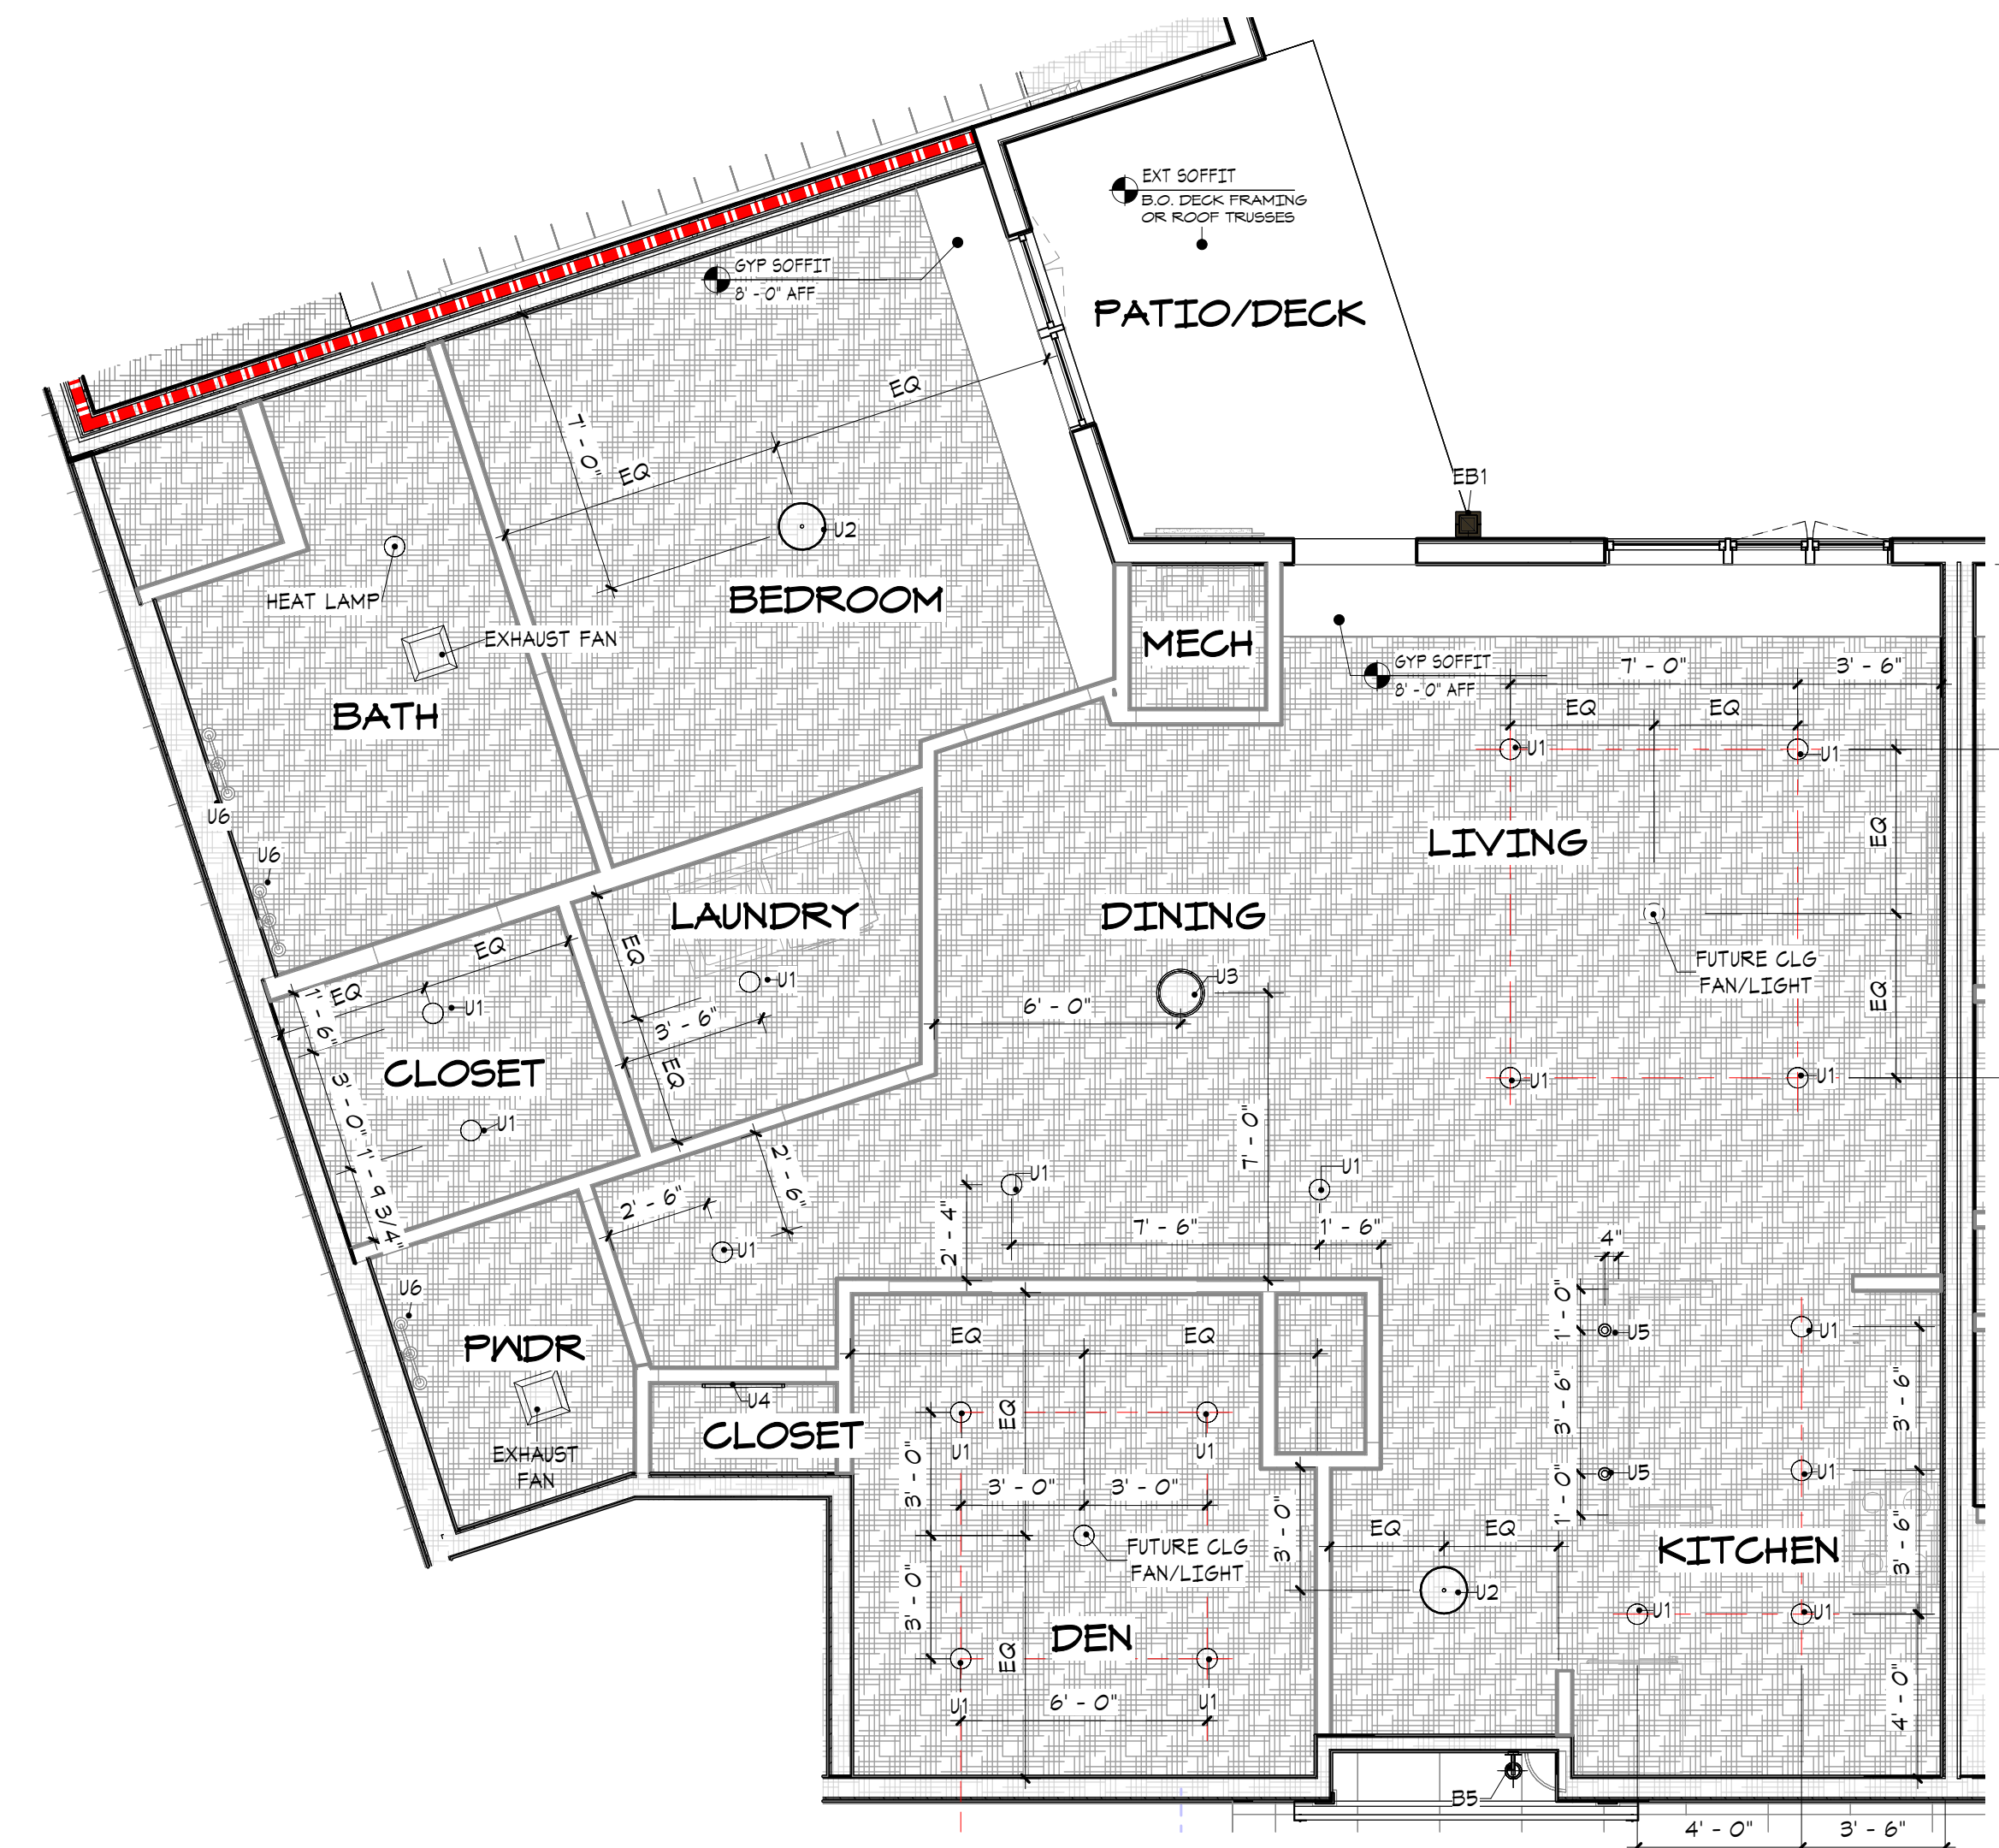 EXT SOFFIT
B.O. DECK FRAMING
OR ROOF TRUSSES
GYP SOFFIT
8' - 0" AFF
PATIO/DECK
EQ
7' - 0"
EQ
EB1
U2
HEAT LAMP
BEDROOM
EXHAUST FAN
MECH
GYP SOFFIT
8' - 0" AFF
7' - 0"
3' - 6"
EQ
EQ
BATH
U1
U1
U6
U6
LIVING
EQ
LAUNDRY
DINING
EQ
EQ
FUTURE CLG
FAN/LIGHT
U3
U1
EQ
1' - 6"
U1
6' - 0"
EQ
3' - 6"
CLOSET
EQ
3' - 0"
U1
U1
U1
7' - 0"
1' - 9 3/4"
2' - 6"
2' - 6"
U1
U1
U1
2' - 4"
7' - 6"
1' - 6"
4"
U6
PWDR
1' - 0"
U5
U1
EQ
EQ
3' - 6"
3' - 6"
U4
CLOSET
EQ
U1
U1
EXHAUST
FAN
3' - 0"
3' - 0"
3' - 0"
1' - 0"
U5
U1
3' - 0"
EQ
EQ
FUTURE CLG
FAN/LIGHT
KITCHEN
3' - 6"
3' - 0"
U2
U1
U1
DEN
EQ
U1
6' - 0"
U1
4' - 0"
B5
4' - 0"
3' - 6"